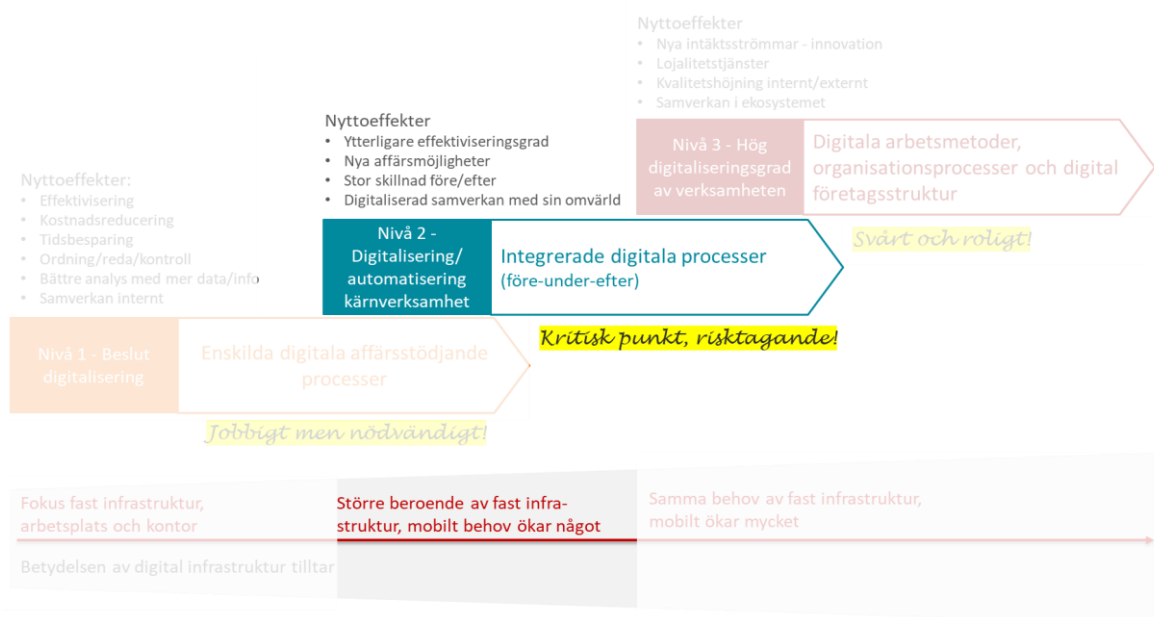 Nyttoeffekter
• Nya intäktsströmmar - innovation
• Lojalitetstjänster
• Kvalitetshöjning internt/externt
• Samverkan i ekosystemet
Nivå 3 - Hög
digitaliseringsgrad
av verksamheten
Digitala arbetsmetoder,
organisationsprocesser och digital
företagsstruktur
Svårt och roligt!
Nyttoeffekter
• Ytterligare effektiviseringsgrad
• Nya affärsmöjligheter
• Stor skillnad före/efter
• Digitaliserad samverkan med sin omvärld
Nivå 2 -
Digitalisering/
automatisering
kärnverksamhet
Integrerade digitala processer
(före-under-efter)
Kritisk punkt, risktagande!
Nyttoeffekter:
• Effektivisering
• Kostnadsreducering
• Tidsbesparing
• Ordning/reda/kontroll
• Bättre analys med mer data/info
• Samverkan internt
Nivå 1 - Beslut
digitalisering
Enskilda digitala affärsstödjande
processer
Jobbigt men nödvändigt!
Fokus fast infrastruktur,
arbetsplats och kontor
Större beroende av fast infra-
struktur, mobilt behov ökar något
Samma behov av fast infrastruktur,
mobilt ökar mycket
Betydelsen av digital infrastruktur tilltar